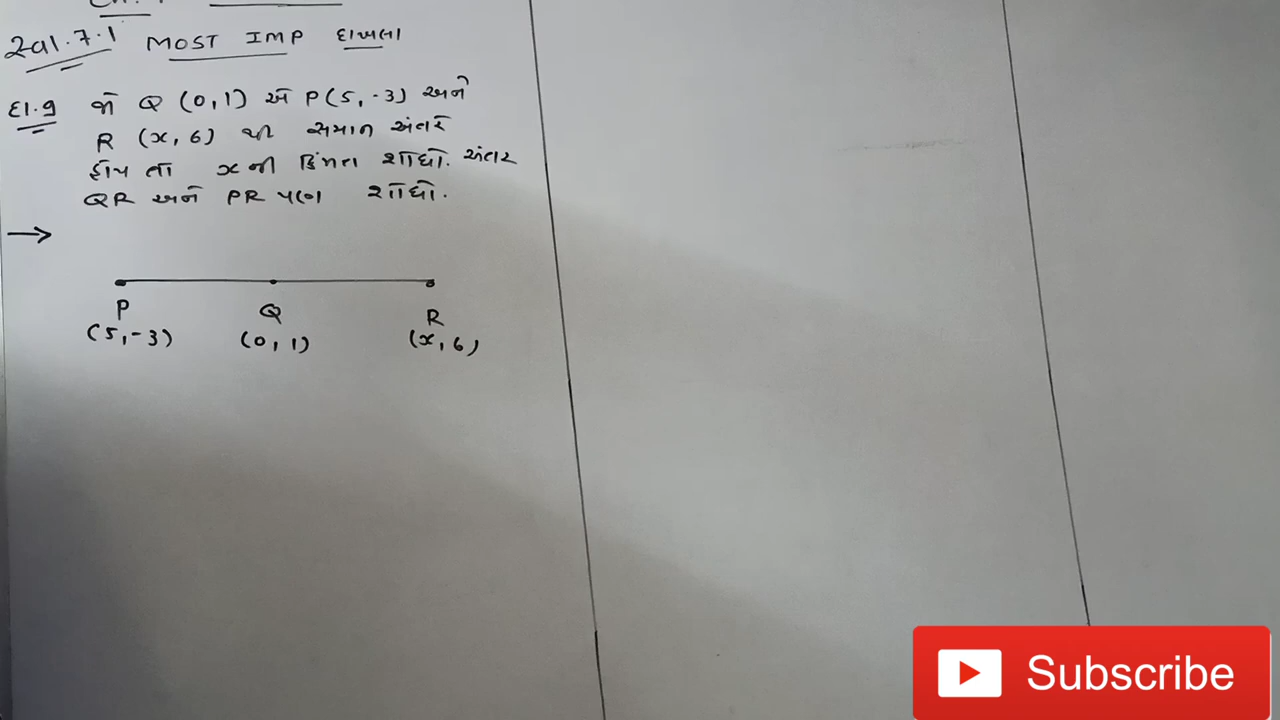 સ્વા.7.1 MOST IMP દાખલા
દા.9 જો Q (0,1) એ P(5,-3) અને
R (x,6) થી સમાન અંતરે
હોય તો x ની કિંમત શોધો. અંતર
QR અને PR પણ શોધો.
→
P Q R
(5,-3) (0,1) (x,6)
Subscribe